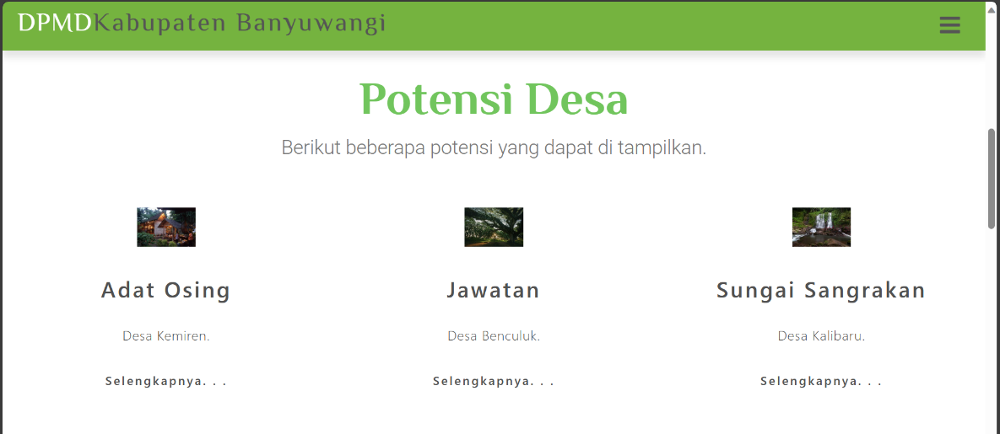 DPMDKabupaten Banyuwangi
Potensi Desa
Berikut beberapa potensi yang dapat di tampilkan.
Adat Osing
Jawatan
Sungai Sangrakan
Desa Kemiren.
Desa Benculuk.
Desa Kalibaru.
Selengkapnya. . .
Selengkapnya. . .
Selengkapnya. . .